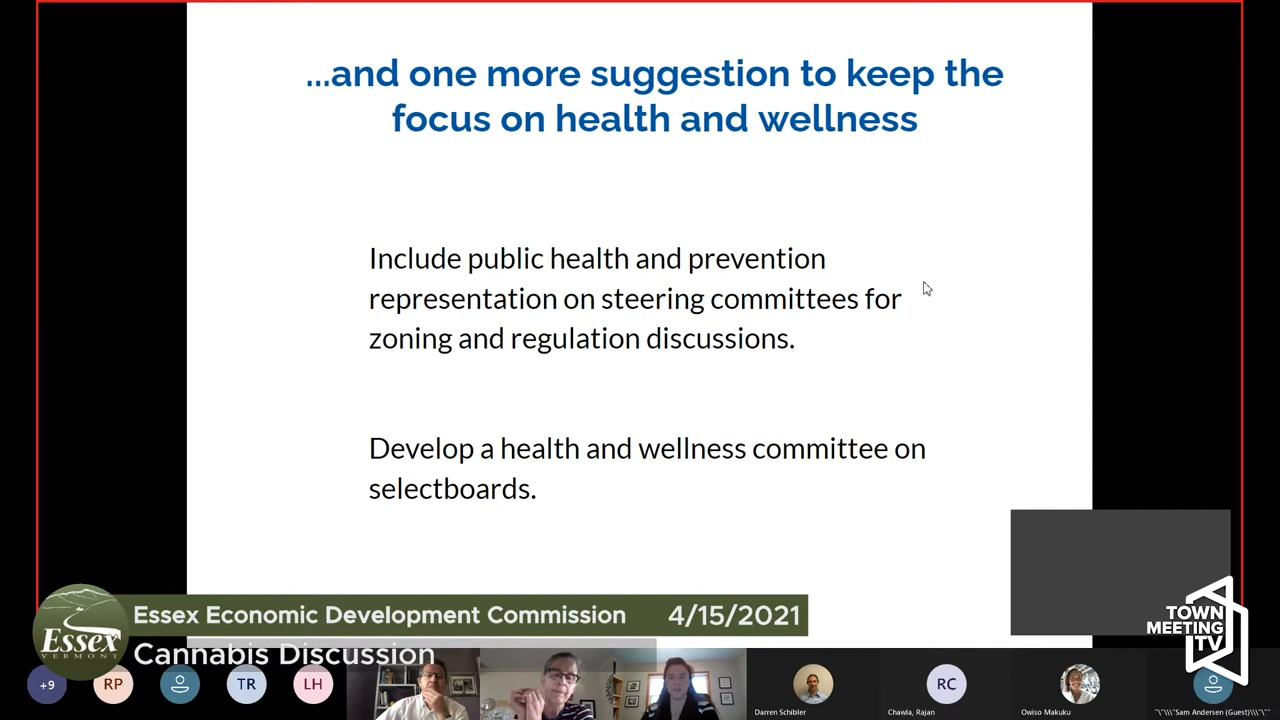 ...and one more suggestion to keep the
focus on health and wellness
Include public health and prevention
representation on steering committees for
zoning and regulation discussions.
Develop a health and wellness committee on
selectboards.
Essex Economic Development Commission 4/15/2021
Cannabis Discussion
Essex
VERMONT
TOWN
MEETING
TV
+9
RP
TR
LH
RC
Darren Schibler
Chawla, Rajan
Owiso Makuku
"\"\\\"Sam Andersen (Guest)\\\"\""